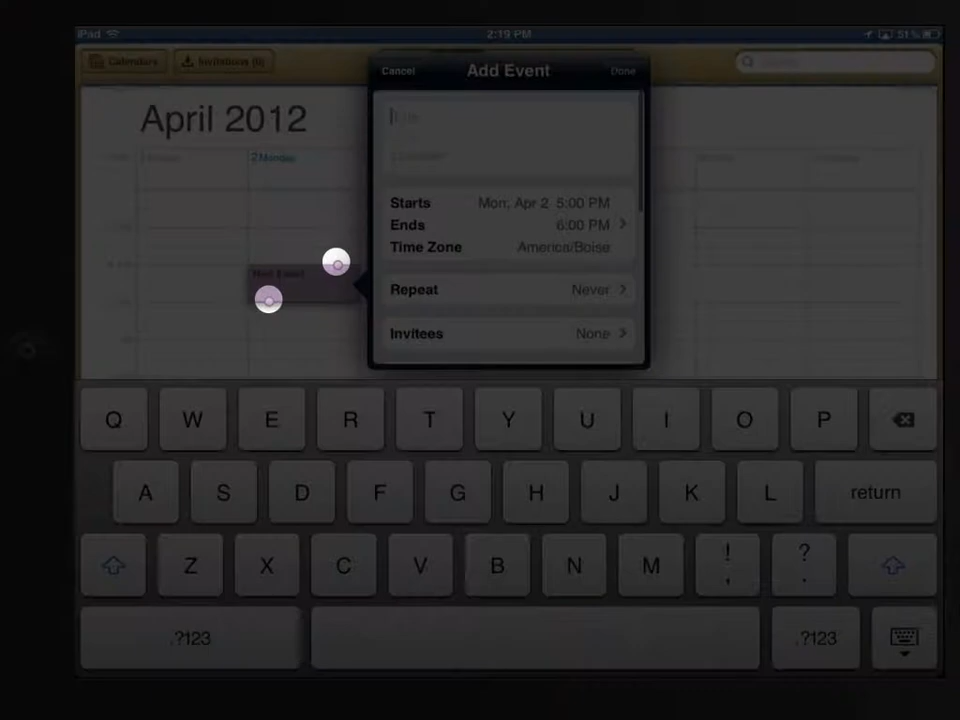 iPad 2:19 PM 51%
Calendars Invitations (0) Cancel Add Event Done
April 2012
2 Monday
Starts Mon, Apr 2 5:00 PM
Ends 6:00 PM
Time Zone America/Boise
New Event
Repeat Never
Invitees None
Q W E R T Y U I O P
A S D F G H J K L return
Z X C V B N M ! , ? .
.?123 .?123